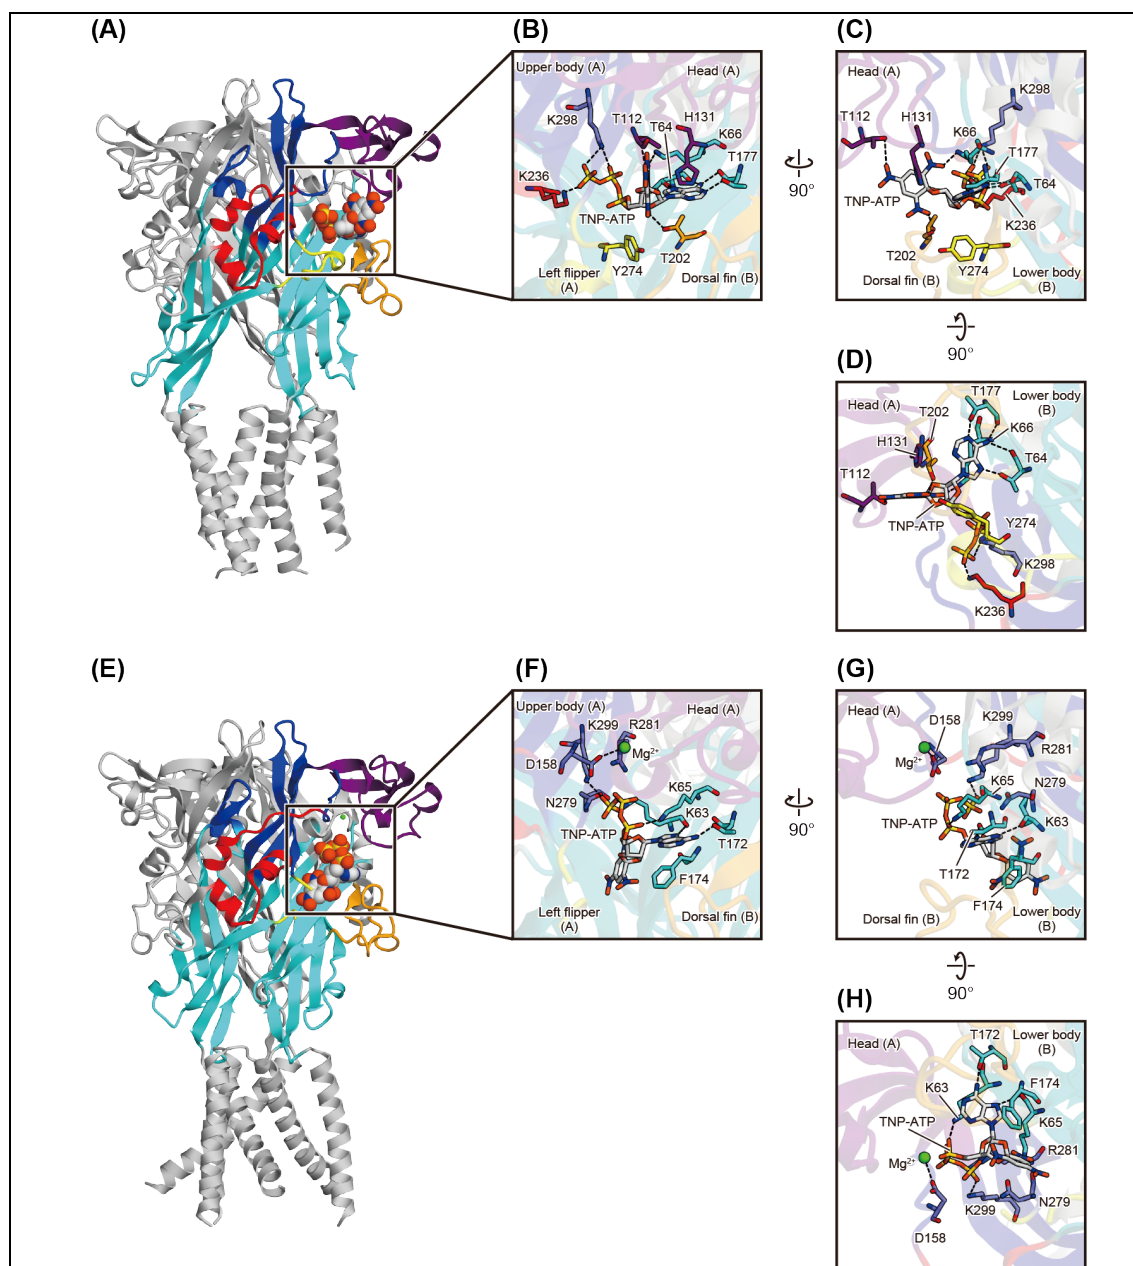 (A)
(B)
Upper body (A)
Head (A)
K298
T112
T64
H131
K66
T177
K236
TNP-ATP
Y274
T202
Left flipper
(A)
Dorsal fin (B)
90°
(C)
Head (A)
K298
T112
H131
K66
T177
T64
TNP-ATP
K236
T202
Y274
Dorsal fin (B)
Lower body
(B)
90°
(D)
T177
Lower body
(B)
Head (A)
T202
K66
H131
T64
T112
TNP-ATP
Y274
K298
K236
(E)
(F)
Upper body (A)
Head (A)
K299
R281
Mg2+
D158
N279
K65
K63
TNP-ATP
T172
F174
Left flipper
(A)
Dorsal fin (B)
90°
(G)
Head (A)
K299
D158
R281
Mg2+
K65
N279
TNP-ATP
K63
T172
F174
Dorsal fin (B)
Lower body
(B)
90°
(H)
T172
Lower body
(B)
Head (A)
K63
F174
TNP-ATP
K65
R281
Mg2+
N279
K299
D158